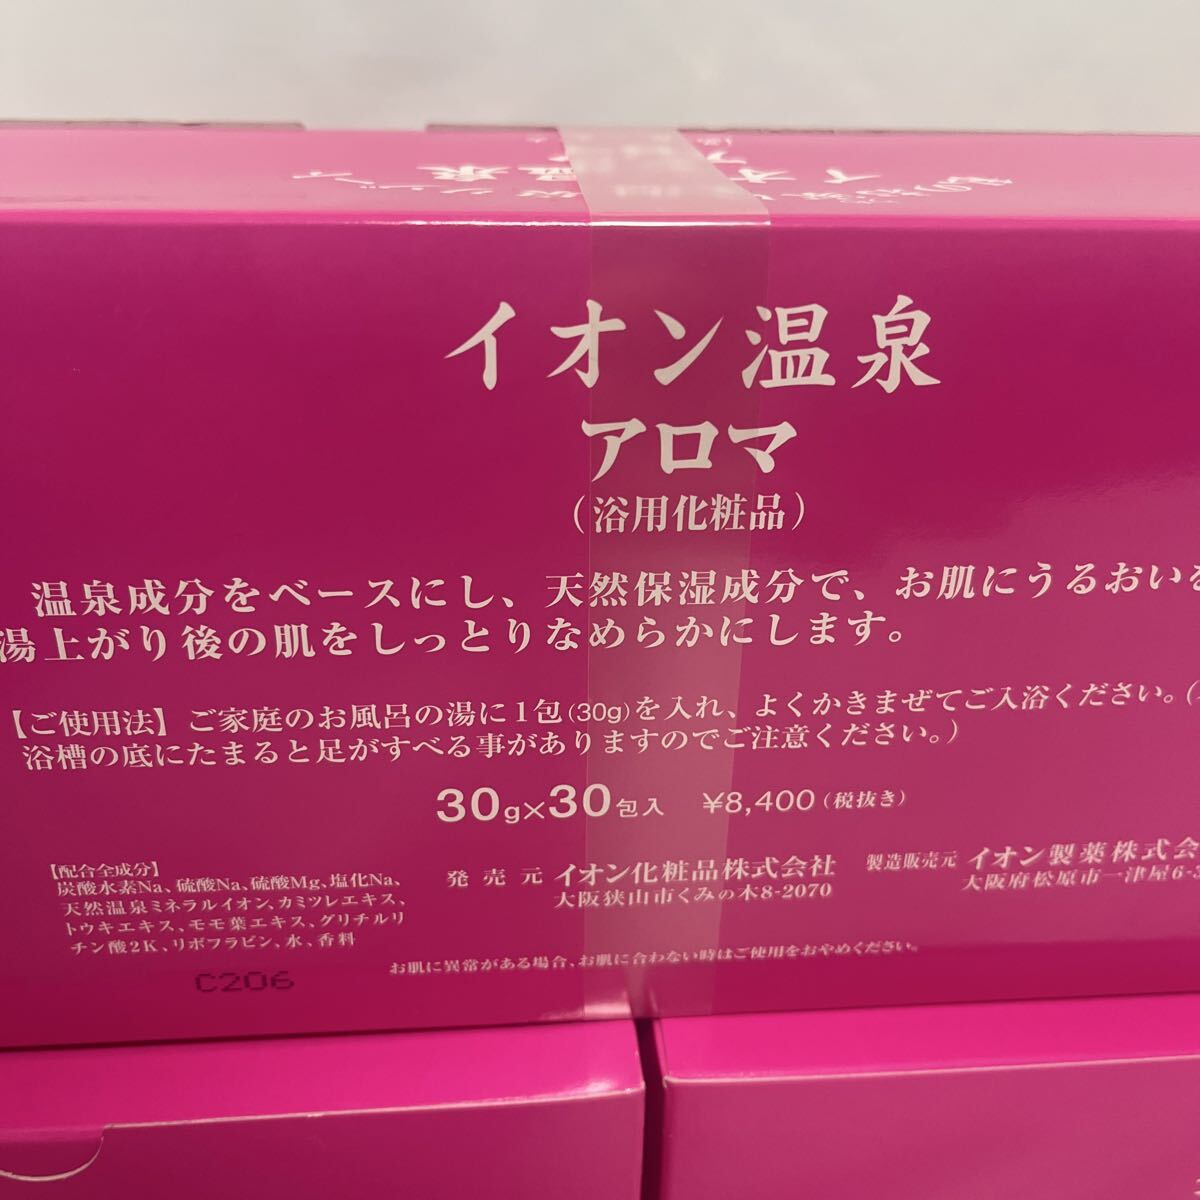 イオン温泉
アロマ
（浴用化粧品）
温泉成分をベースにし、天然保湿成分で、お肌にうるおいを
湯上がり後の肌をしっとりなめらかにします。
【ご使用法】ご家庭のお風呂の湯に1包(30g)を入れ、よくかきまぜてご入浴ください。(
浴槽の底にたまると足がすべる事がありますのでご注意ください。)
30g×30包入 ¥8,400(税抜き)
【配合全成分】
炭酸水素Na、硫酸Na、硫酸Mg、塩化Na、
天然温泉ミネラルイオン、カミツレエキス、
トウキエキス、モモ葉エキス、グリチルリ
チン酸2K、リボフラビン、水、香料
発売元 イオン化粧品株式会社
大阪狭山市くみの木8-2070
製造販売元 イオン製薬株式会
大阪府松原市一津屋6-3
お肌に異常がある場合、お肌に合わない時はご使用をおやめください。
C206